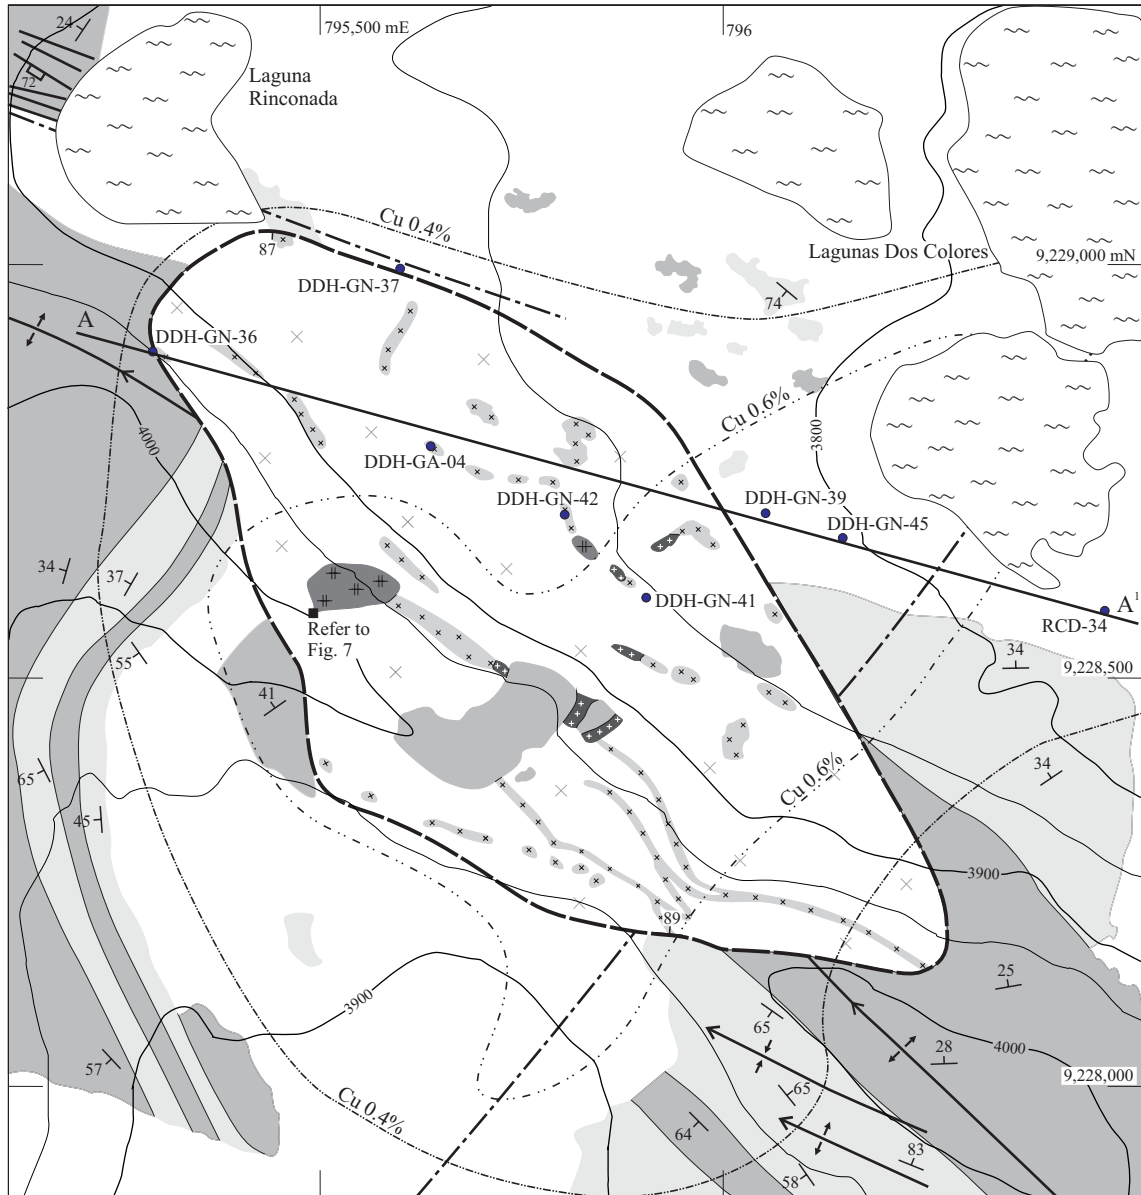 24
795,500 mE
796
Laguna
Rinconada
72
Cu 0.4%
Lagunas Dos Colores
9,229,000 mN
87
DDH-GN-37
74
A
DDH-GN-36
Cu 0.6%
3800
4000
DDH-GA-04
DDH-GN-42
DDH-GN-39
DDH-GN-45
34
37
DDH-GN-41
A1
RCD-34
Refer to
Fig. 7
55
34
9,228,500
41
65
34
Cu 0.6%
45
3900
89
25
3900
65
28
4000
57
65
9,228,000
Cu 0.4%
64
83
58